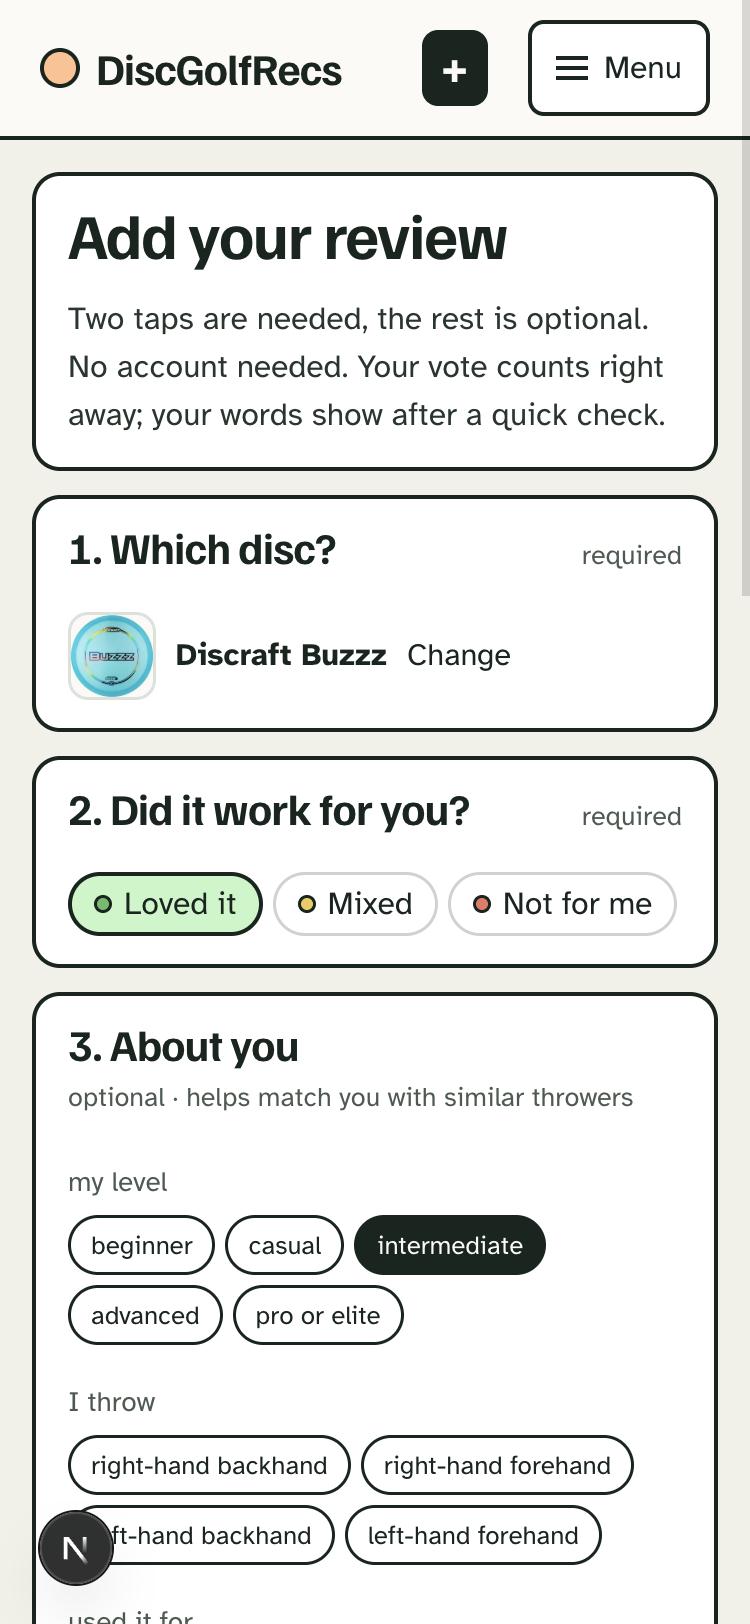 DiscGolfRecs
+
Menu
Add your review
Two taps are needed, the rest is optional.
No account needed. Your vote counts right
away; your words show after a quick check.
1. Which disc?
required
Buzzz
Discraft Buzzz Change
2. Did it work for you?
required
Loved it
Mixed
Not for me
3. About you
optional · helps match you with similar throwers
my level
beginner
casual
intermediate
advanced
pro or elite
I throw
right-hand backhand
right-hand forehand
N
ft-hand backhand
left-hand forehand
used it for